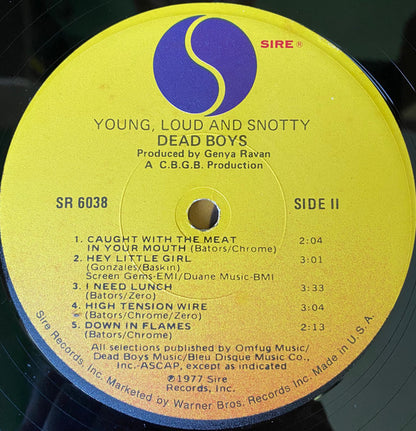 SIRE ®
YOUNG, LOUD AND SNOTTY
DEAD BOYS
Produced by Genya Ravan
A C.B.G.B. Production
SR 6038
SIDE II
1. CAUGHT WITH THE MEAT
IN YOUR MOUTH (Bators/Chrome) 2:04
2. HEY LITTLE GIRL 3:01
(Gonzales/Baskin)
Screen Gems-EMI/Duane Music-BMI
3. I NEED LUNCH 3:33
(Bators/Zero)
4. HIGH TENSION WIRE 3:04
(Bators/Chrome/Zero)
5. DOWN IN FLAMES 2:13
(Bators/Chrome)
All selections published by Omfug Music/
Dead Boys Music/Bleu Disque Music Co.,
Inc.-ASCAP, except as indicated
℗1977 Sire
Records, Inc.
Sire Records, Inc. Marketed by Warner Bros. Records Inc. Made in U.S.A.